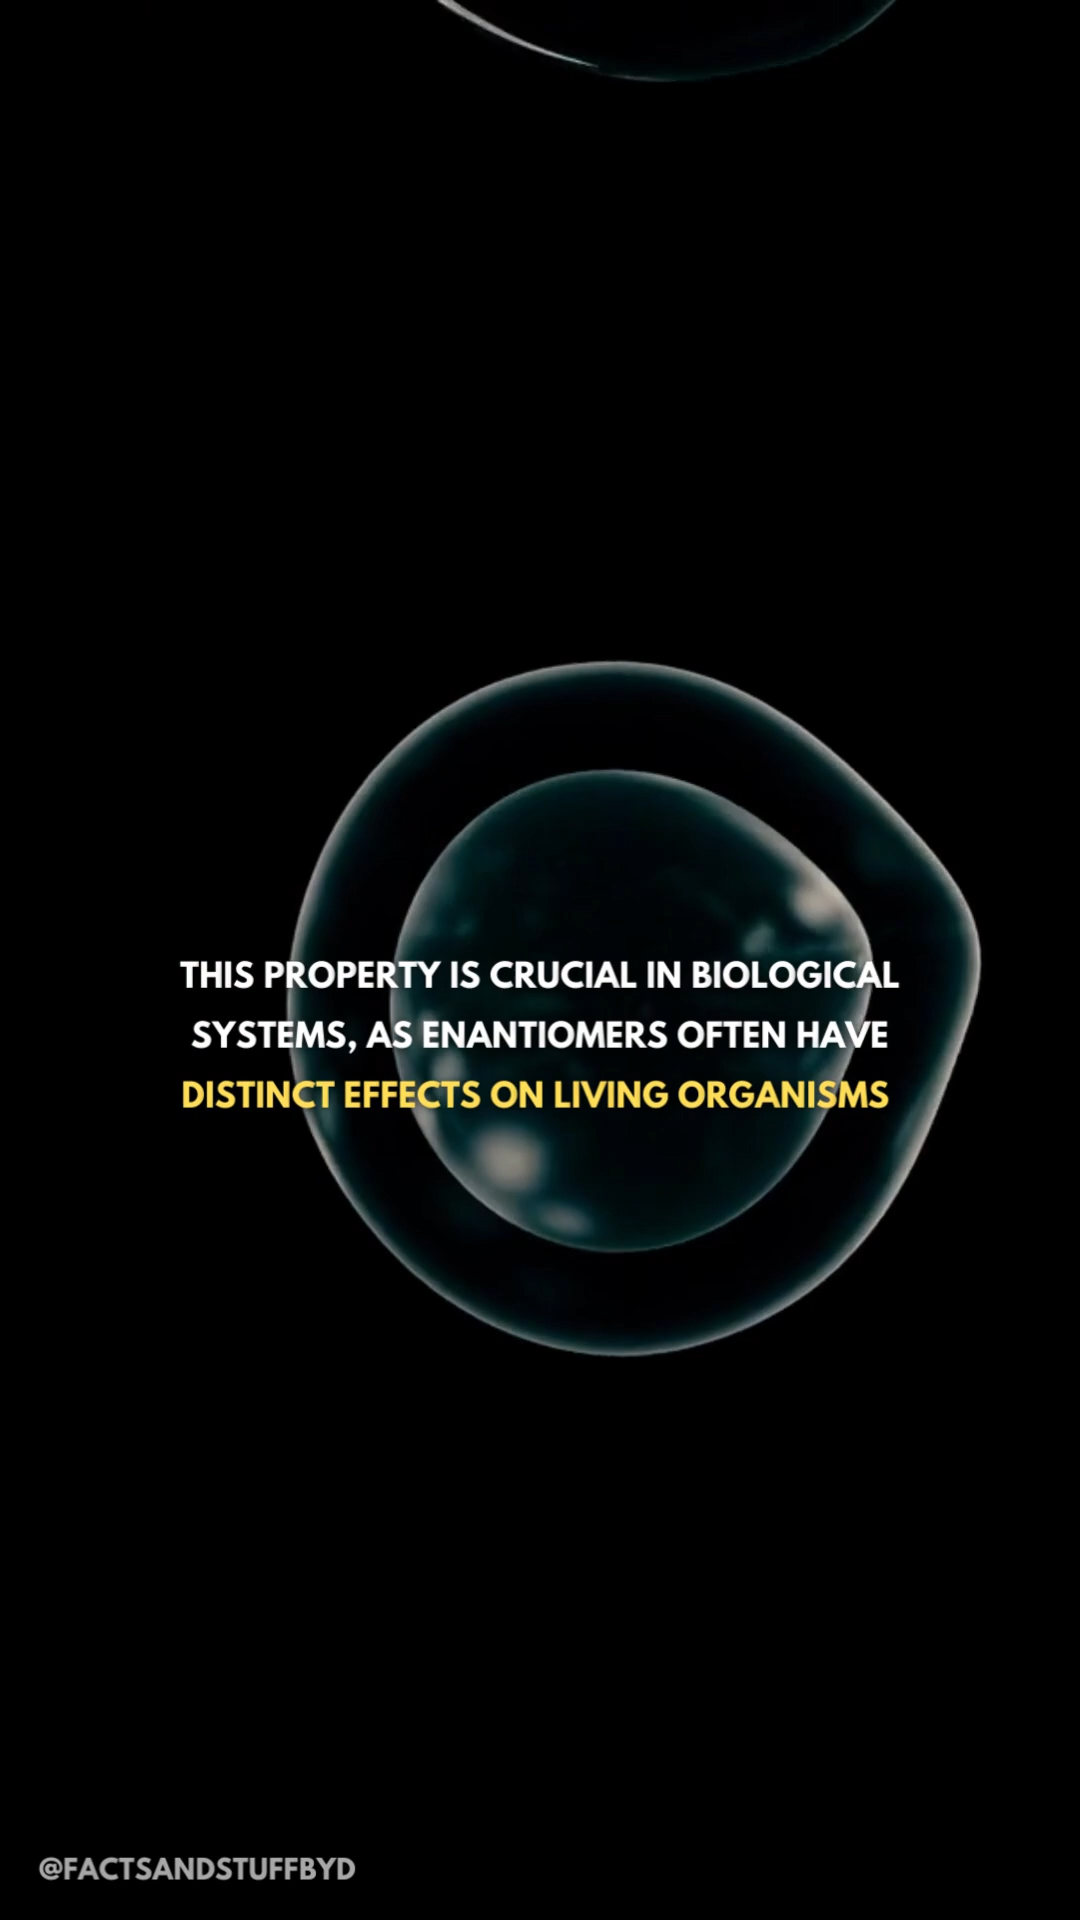 THIS PROPERTY IS CRUCIAL IN BIOLOGICAL
SYSTEMS, AS ENANTIOMERS OFTEN HAVE
DISTINCT EFFECTS ON LIVING ORGANISMS
@FACTSANDSTUFFBYD